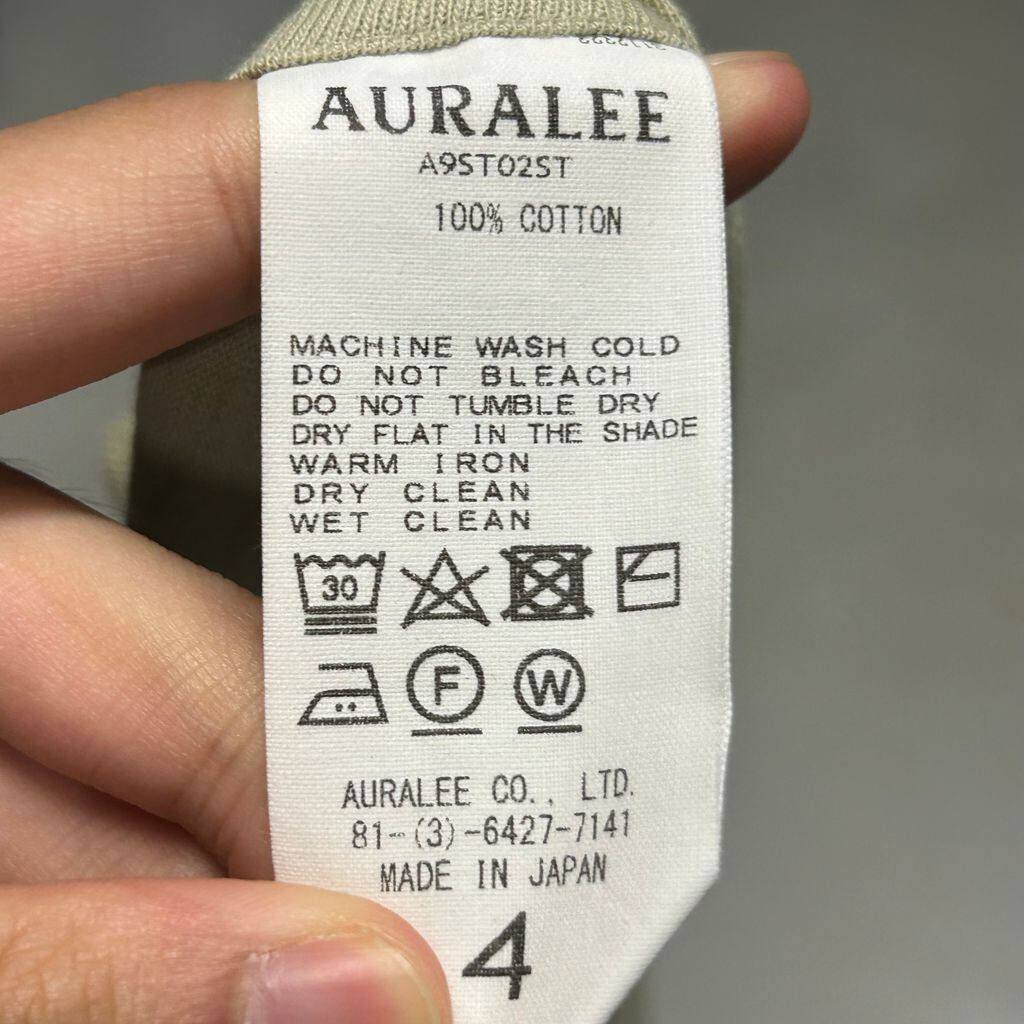 AURALEE
A9ST02ST
100% COTTON
MACHINE WASH COLD
DO NOT BLEACH
DO NOT TUMBLE DRY
DRY FLAT IN THE SHADE
WARM IRON
DRY CLEAN
WET CLEAN
30
F W
AURALEE CO., LTD.
81-(3)-6427-7141
MADE IN JAPAN
4